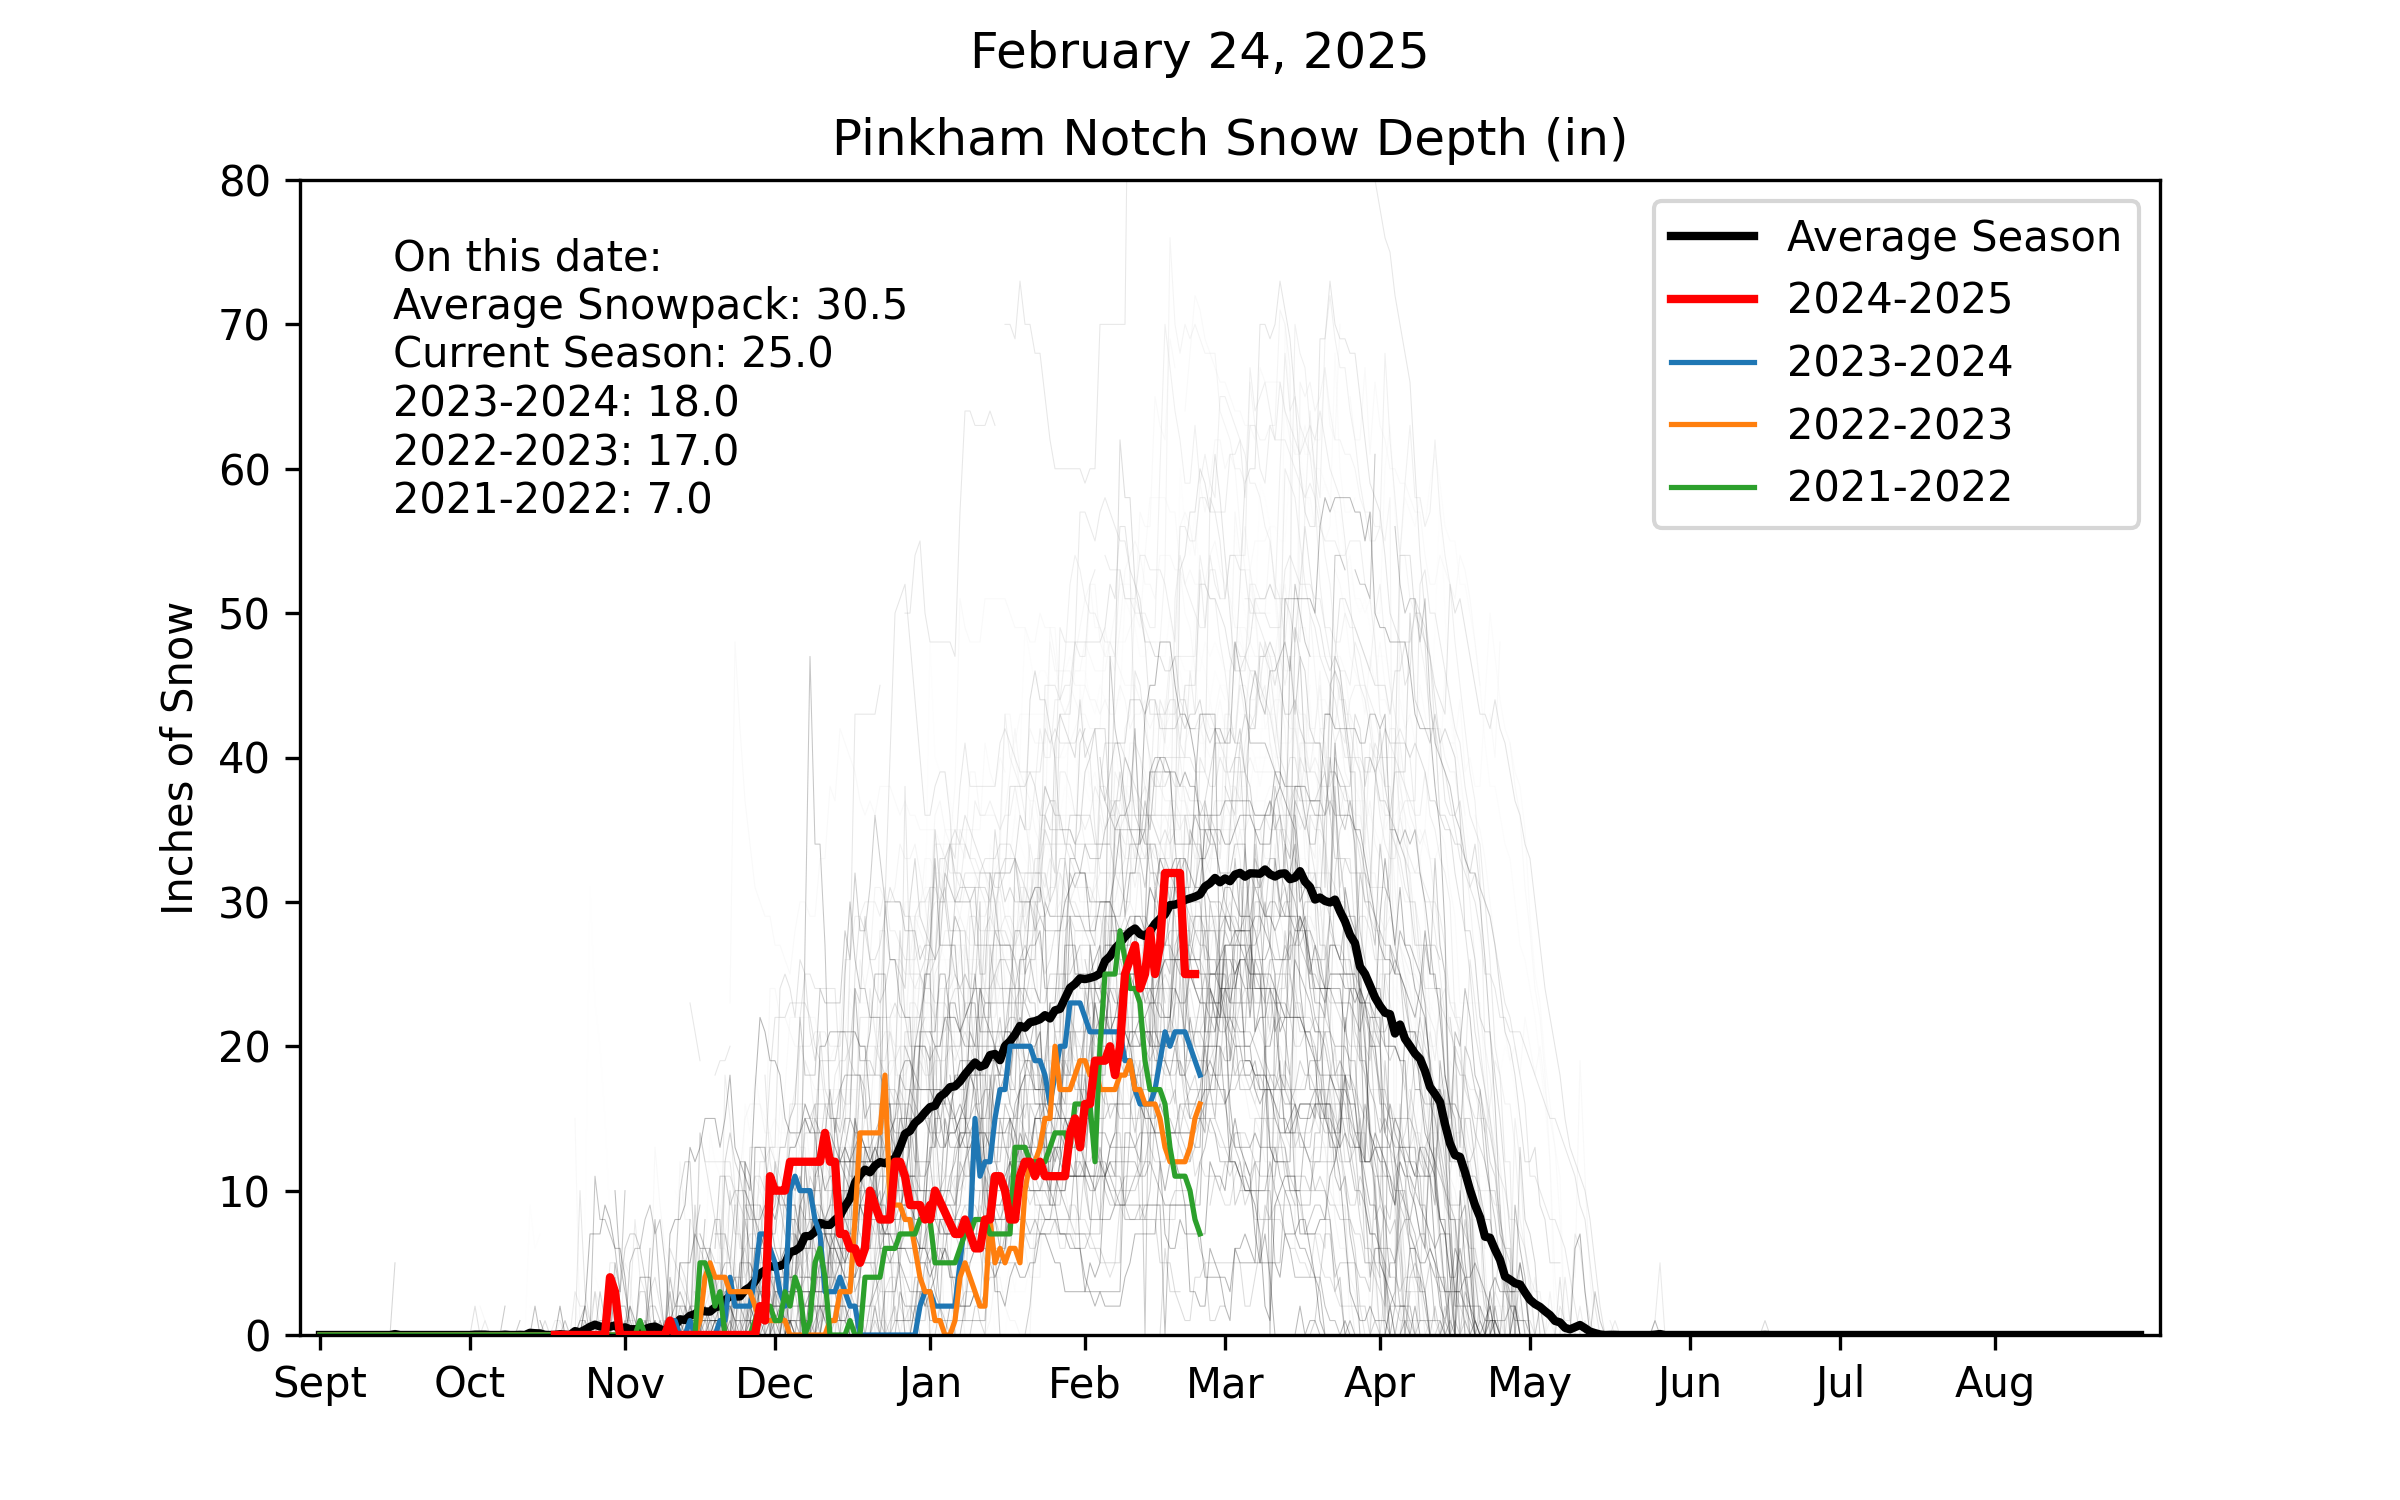 February 24, 2025
Pinkham Notch Snow Depth (in)
On this date:
Average Snowpack: 30.5
Current Season: 25.0
2023-2024: 18.0
2022-2023: 17.0
2021-2022: 7.0
Average Season
2024-2025
2023-2024
2022-2023
2021-2022
Inches of Snow
80
70
60
50
40
30
20
10
0
Sept Oct Nov Dec Jan Feb Mar Apr May Jun Jul Aug